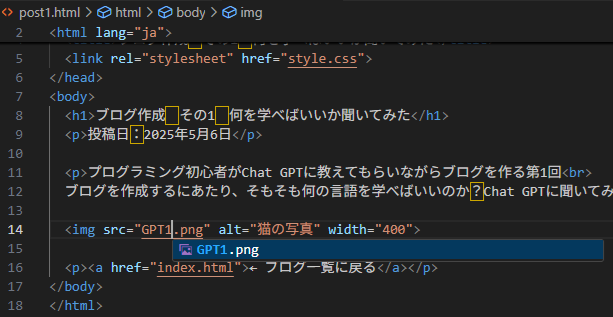 post1.html > html > body > img
2 <html lang="ja">
5 <link rel="stylesheet" href="style.css">
6 </head>
7 <body>
8 <h1>ブログ作成　その1　何を学べばいいか聞いてみた</h1>
9 <p>投稿日：2025年5月6日</p>
10
11 <p>プログラミング初心者がChat GPTに教えてもらいながらブログを作る第1回<br>
12 ブログを作成するにあたり、そもそも何の言語を学べばいいのか？Chat GPTに聞いてみ
13
14 <img src="GPT1.png" alt="猫の写真" width="400">
GPT1.png
16 <p><a href="index.html">← ブログ一覧に戻る</a></p>
17 </body>
18 </html>